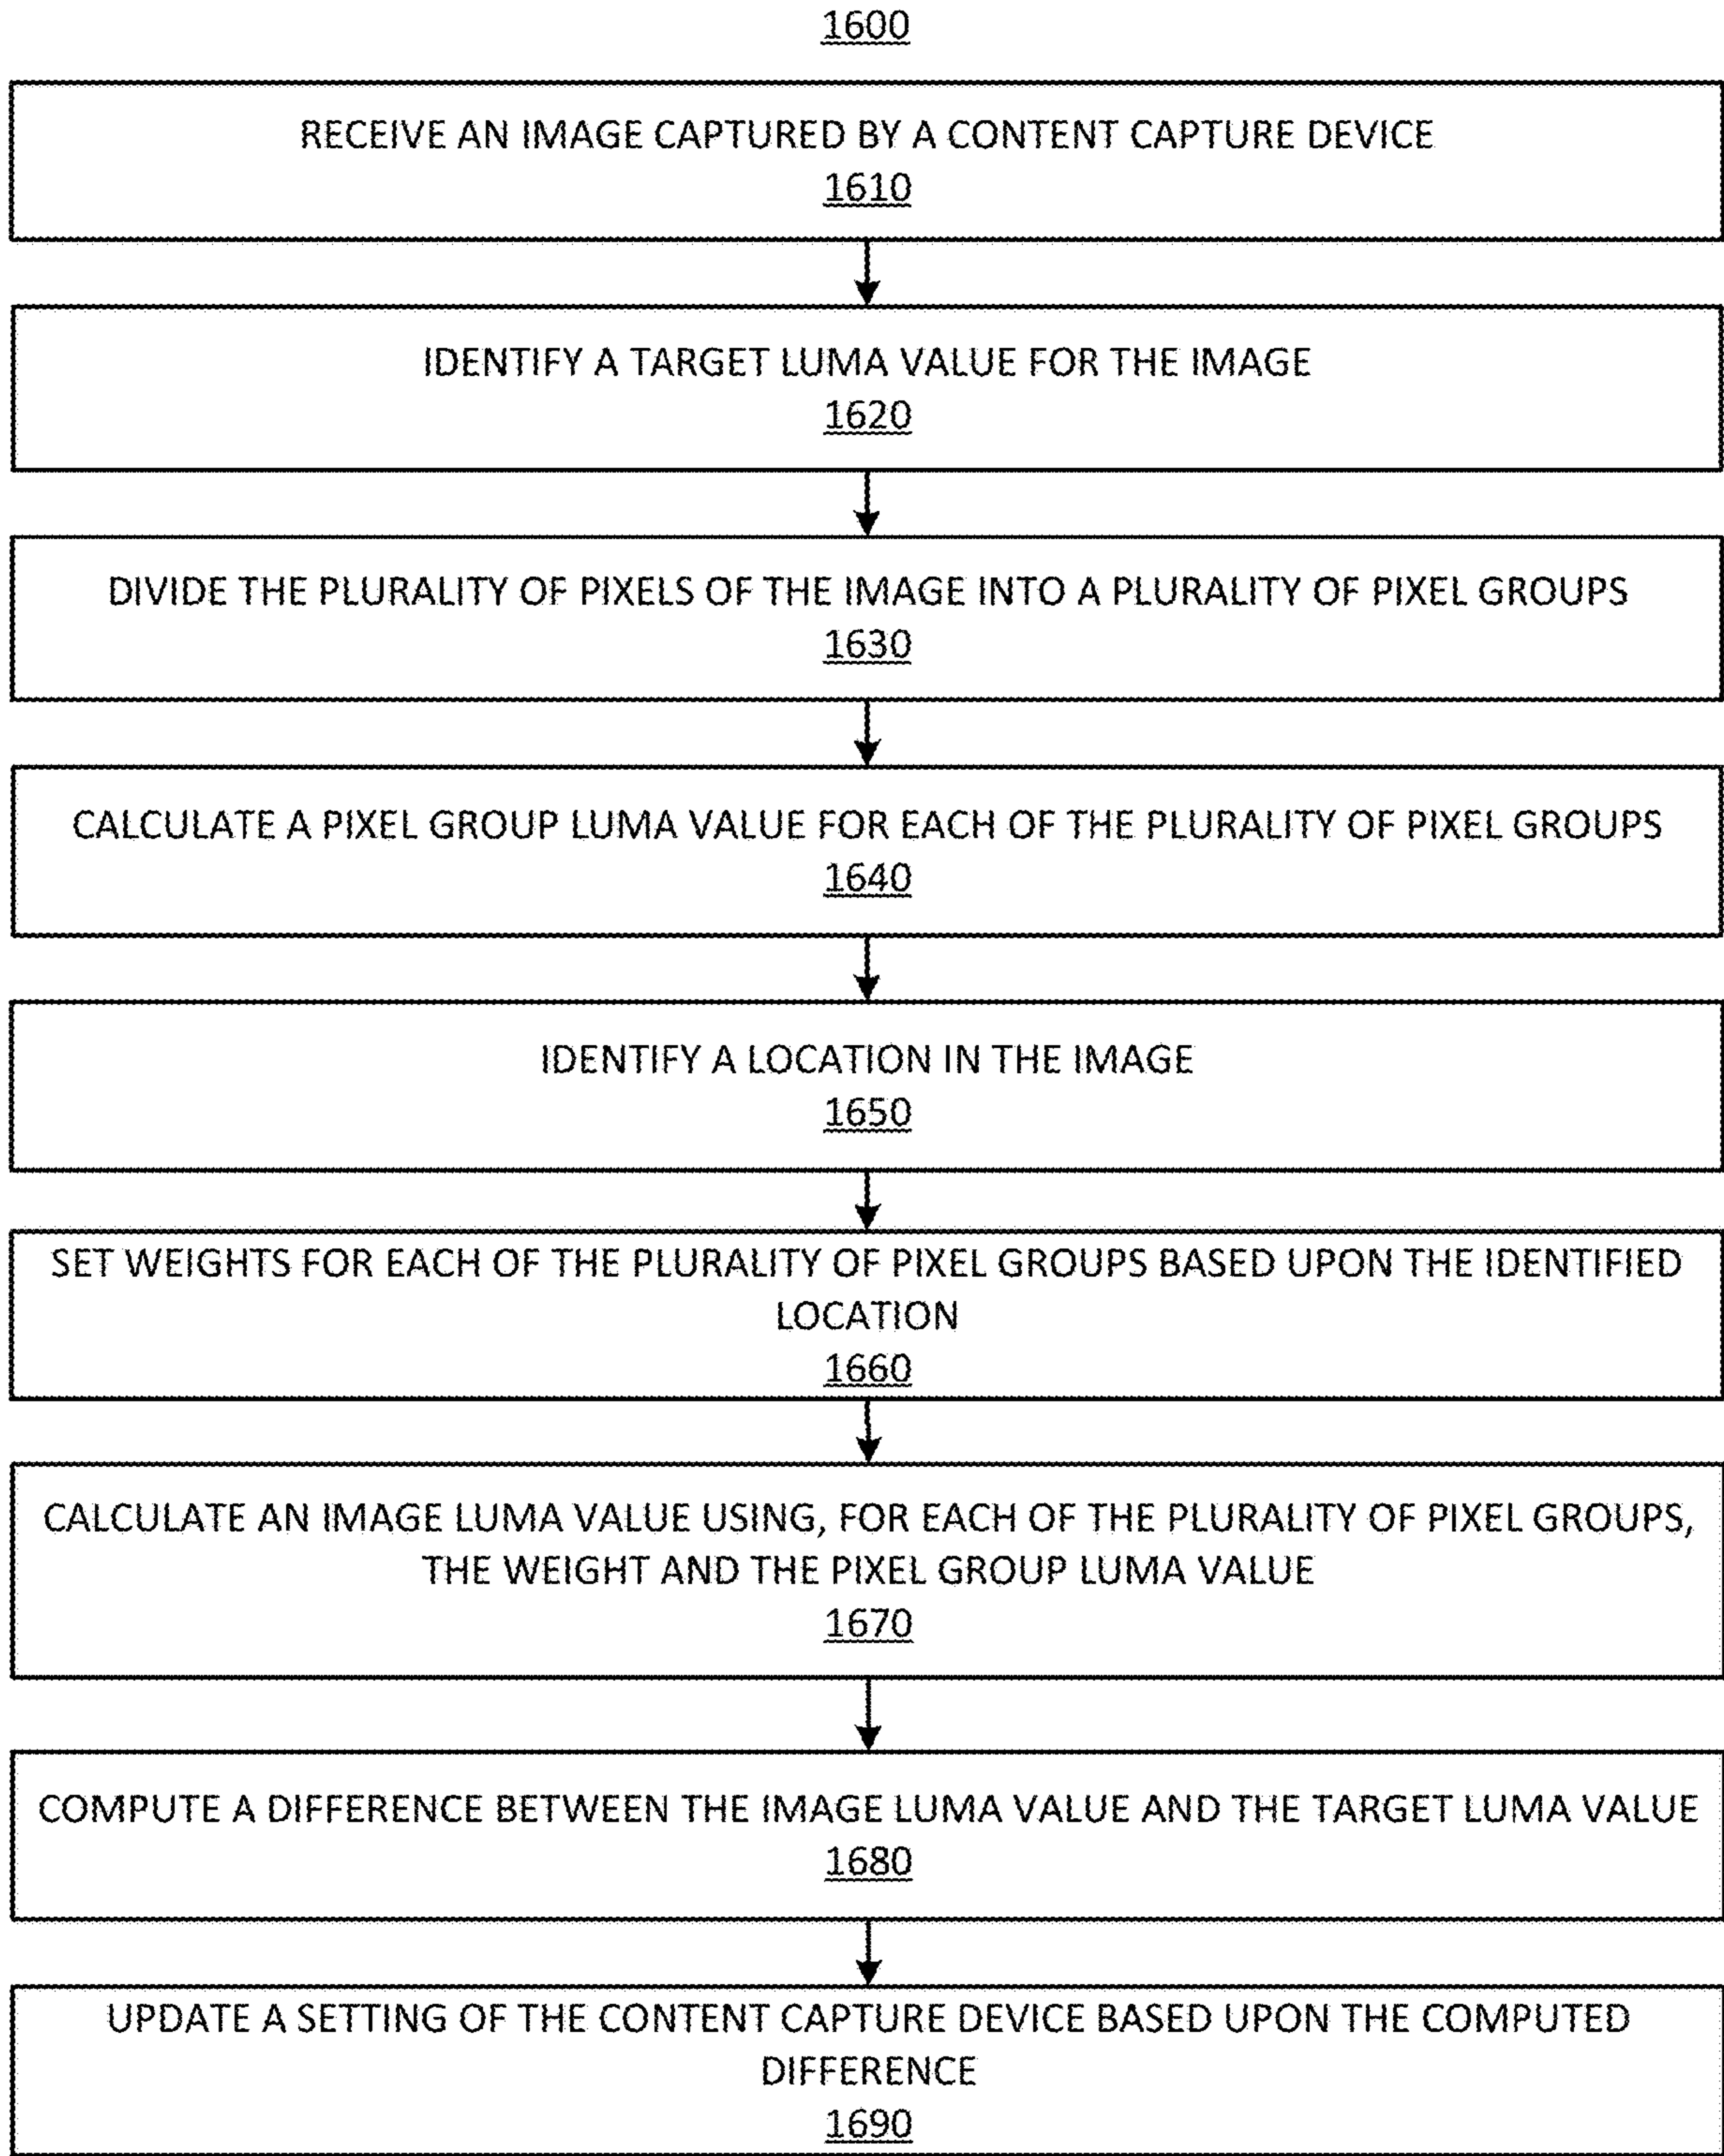 1600
RECEIVE AN IMAGE CAPTURED BY A CONTENT CAPTURE DEVICE
1610
IDENTIFY A TARGET LUMA VALUE FOR THE IMAGE
1620
DIVIDE THE PLURALITY OF PIXELS OF THE IMAGE INTO A PLURALITY OF PIXEL GROUPS
1630
CALCULATE A PIXEL GROUP LUMA VALUE FOR EACH OF THE PLURALITY OF PIXEL GROUPS
1640
IDENTIFY A LOCATION IN THE IMAGE
1650
SET WEIGHTS FOR EACH OF THE PLURALITY OF PIXEL GROUPS BASED UPON THE IDENTIFIED
LOCATION
1660
CALCULATE AN IMAGE LUMA VALUE USING, FOR EACH OF THE PLURALITY OF PIXEL GROUPS,
THE WEIGHT AND THE PIXEL GROUP LUMA VALUE
1670
COMPUTE A DIFFERENCE BETWEEN THE IMAGE LUMA VALUE AND THE TARGET LUMA VALUE
1680
UPDATE A SETTING OF THE CONTENT CAPTURE DEVICE BASED UPON THE COMPUTED
DIFFERENCE
1690